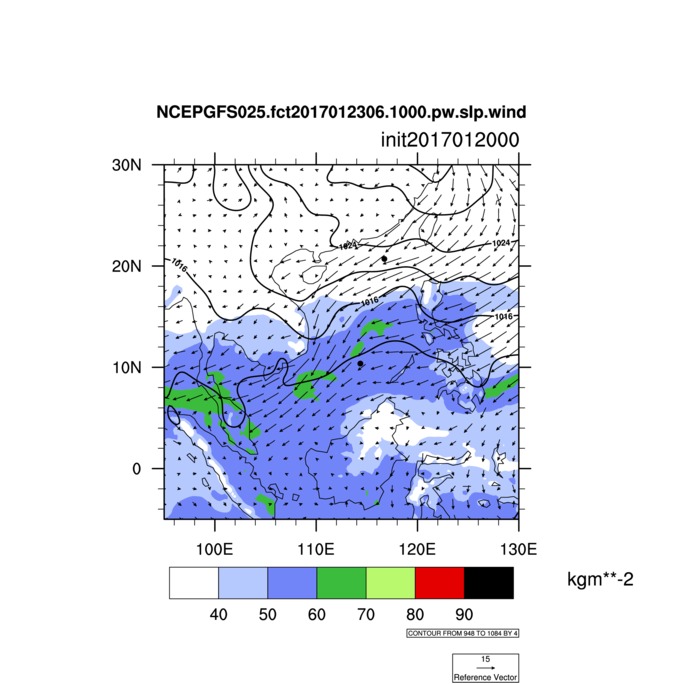 NCEPGFS025.fct2017012306.1000.pw.slp.wind
init2017012000
30N
20N
10N
0
1024
1024
1016
1016
1016
100E 110E 120E 130E
kgm**-2
40 50 60 70 80 90
CONTOUR FROM 948 TO 1084 BY 4
15
Reference Vector